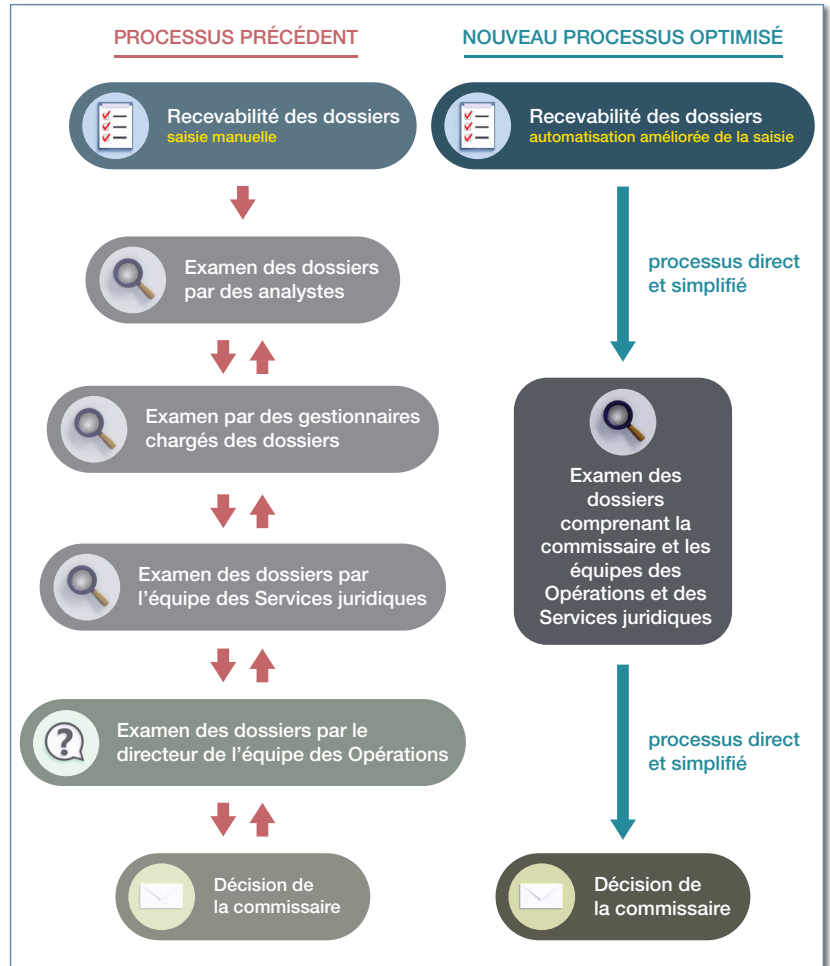 PROCESSUS PRÉCÉDENT
Recevabilité des dossiers
saisie manuelle
Examen des dossiers
par des analystes
Examen par des gestionnaires
chargés des dossiers
Examen des dossiers par
l’équipe des Services juridiques
?
Examen des dossiers par le
directeur de l’équipe des Opérations
Décision de
la commissaire
NOUVEAU PROCESSUS OPTIMISÉ
Recevabilité des dossiers
automatisation améliorée de la saisie
processus direct
et simplifié
Examen des
dossiers
comprenant la
commissaire et les
équipes des
Opérations et des
Services juridiques
processus direct
et simplifié
Décision de
la commissaire